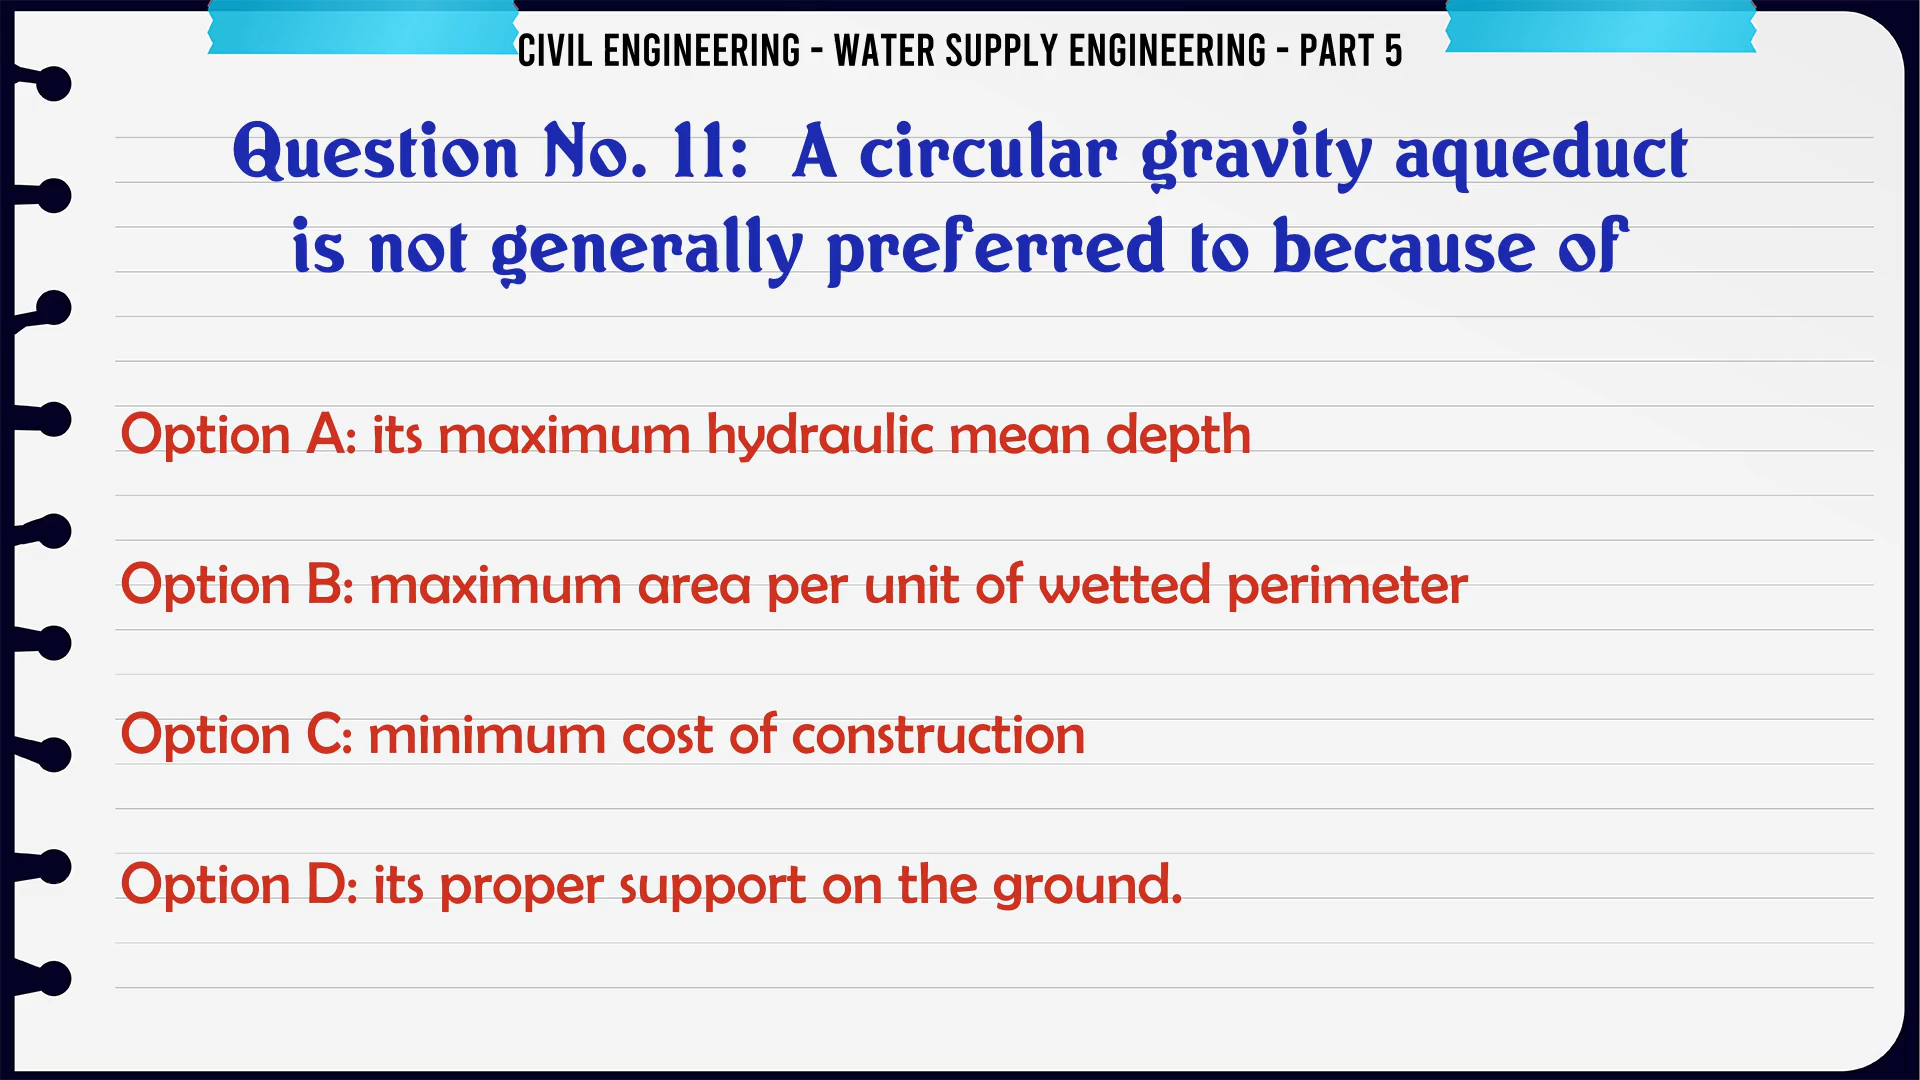 CIVIL ENGINEERING - WATER SUPPLY ENGINEERING - PART 5
Question No. 11: A circular gravity aqueduct
is not generally preferred to because of
Option A: its maximum hydraulic mean depth
Option B: maximum area per unit of wetted perimeter
Option C: minimum cost of construction
Option D: its proper support on the ground.